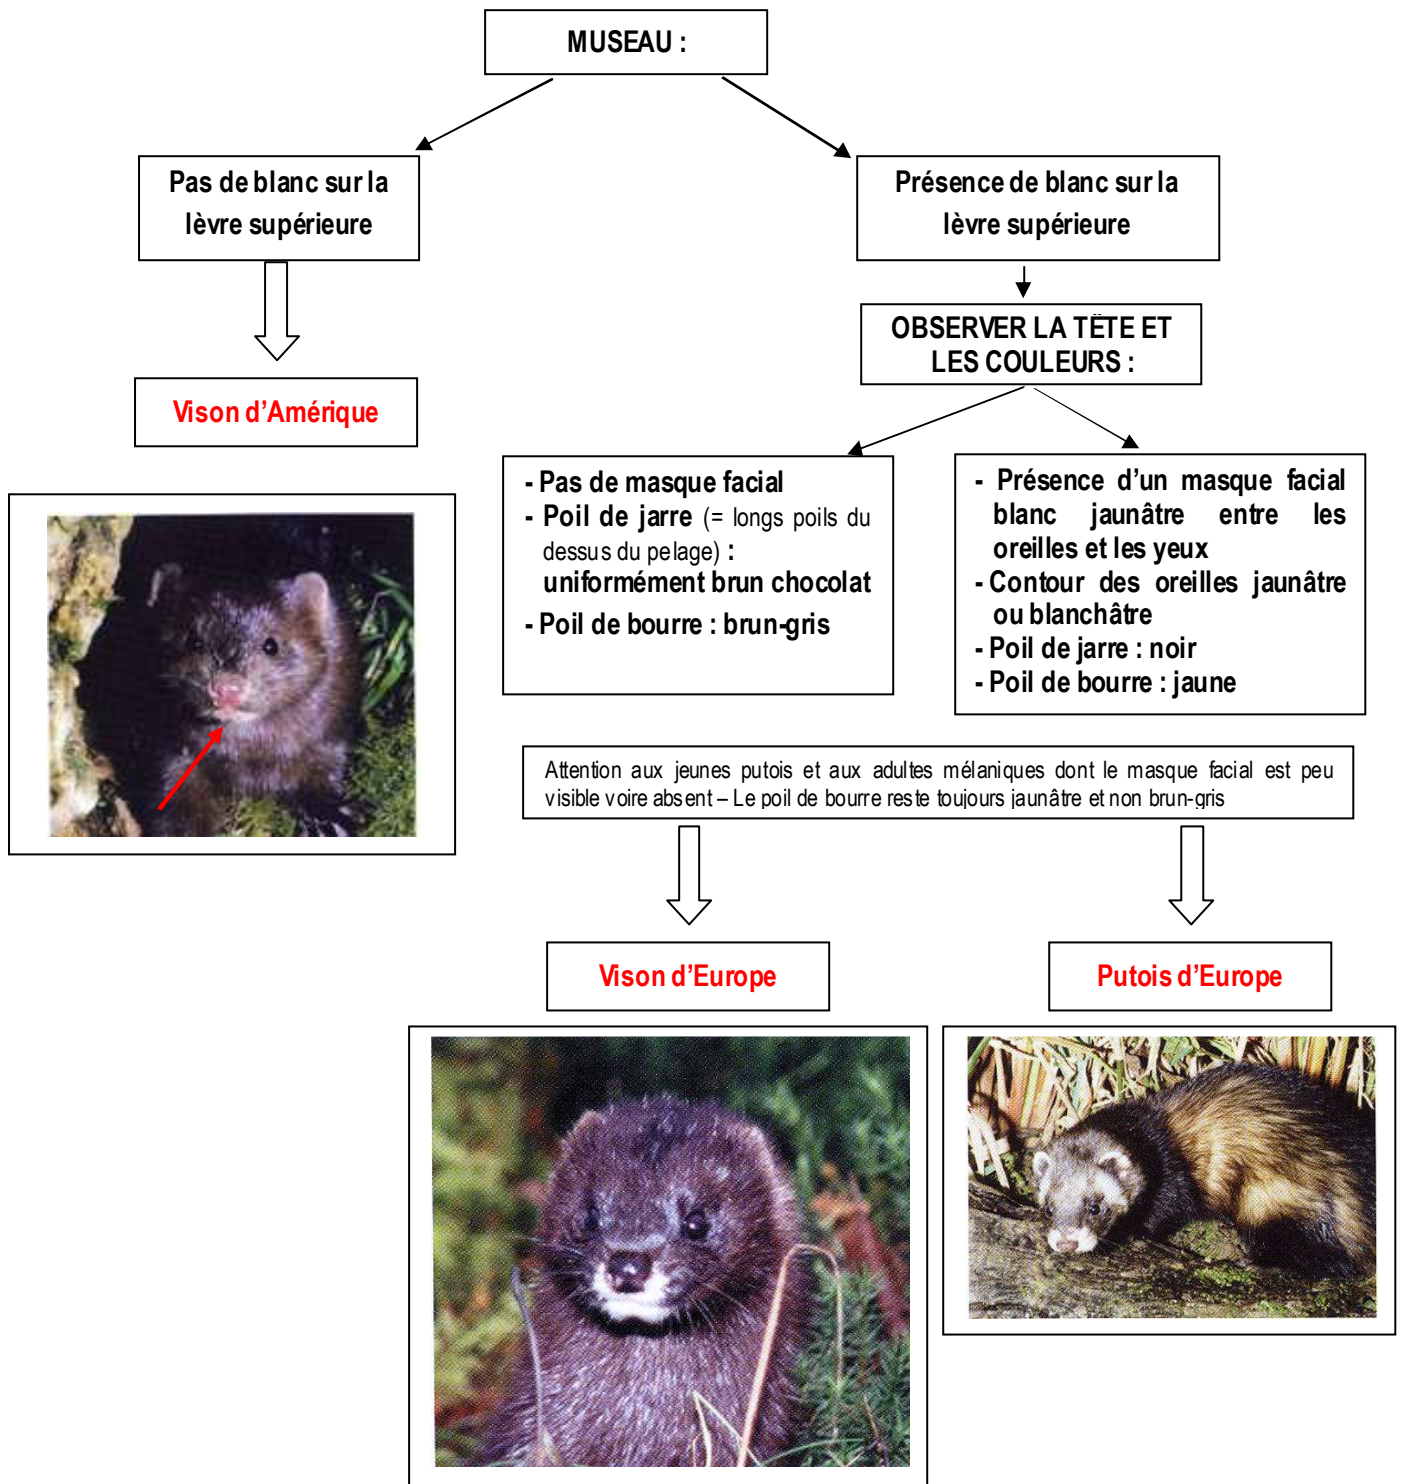 MUSEAU :
Pas de blanc sur la
lèvre supérieure
Présence de blanc sur la
lèvre supérieure
OBSERVER LA TÊTE ET
LES COULEURS :
Vison d’Amérique
- Pas de masque facial
- Poil de jarre (= longs poils du
dessus du pelage) :
uniformément brun chocolat
- Poil de bourre : brun-gris
- Présence d’un masque facial
blanc jaunâtre entre les
oreilles et les yeux
- Contour des oreilles jaunâtre
ou blanchâtre
- Poil de jarre : noir
- Poil de bourre : jaune
Attention aux jeunes putois et aux adultes mélaniques dont le masque facial est peu
visible voire absent – Le poil de bourre reste toujours jaunâtre et non brun-gris
Vison d’Europe
Putois d’Europe